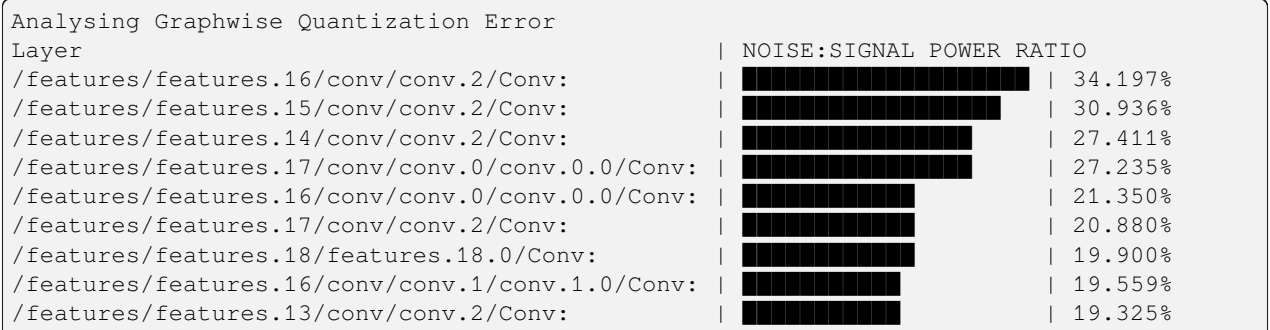 Analysing Graphwise Quantization Error
Layer | NOISE:SIGNAL POWER RATIO
/features/features.16/conv/conv.2/Conv: | ████████████████████ | 34.197%
/features/features.15/conv/conv.2/Conv: | ██████████████████ | 30.936%
/features/features.14/conv/conv.2/Conv: | ████████████████ | 27.411%
/features/features.17/conv/conv.0/conv.0.0/Conv: | ████████████████ | 27.235%
/features/features.16/conv/conv.0/conv.0.0/Conv: | ████████████ | 21.350%
/features/features.17/conv/conv.2/Conv: | ████████████ | 20.880%
/features/features.18/features.18.0/Conv: | ████████████ | 19.900%
/features/features.16/conv/conv.1/conv.1.0/Conv: | ███████████ | 19.559%
/features/features.13/conv/conv.2/Conv: | ███████████ | 19.325%